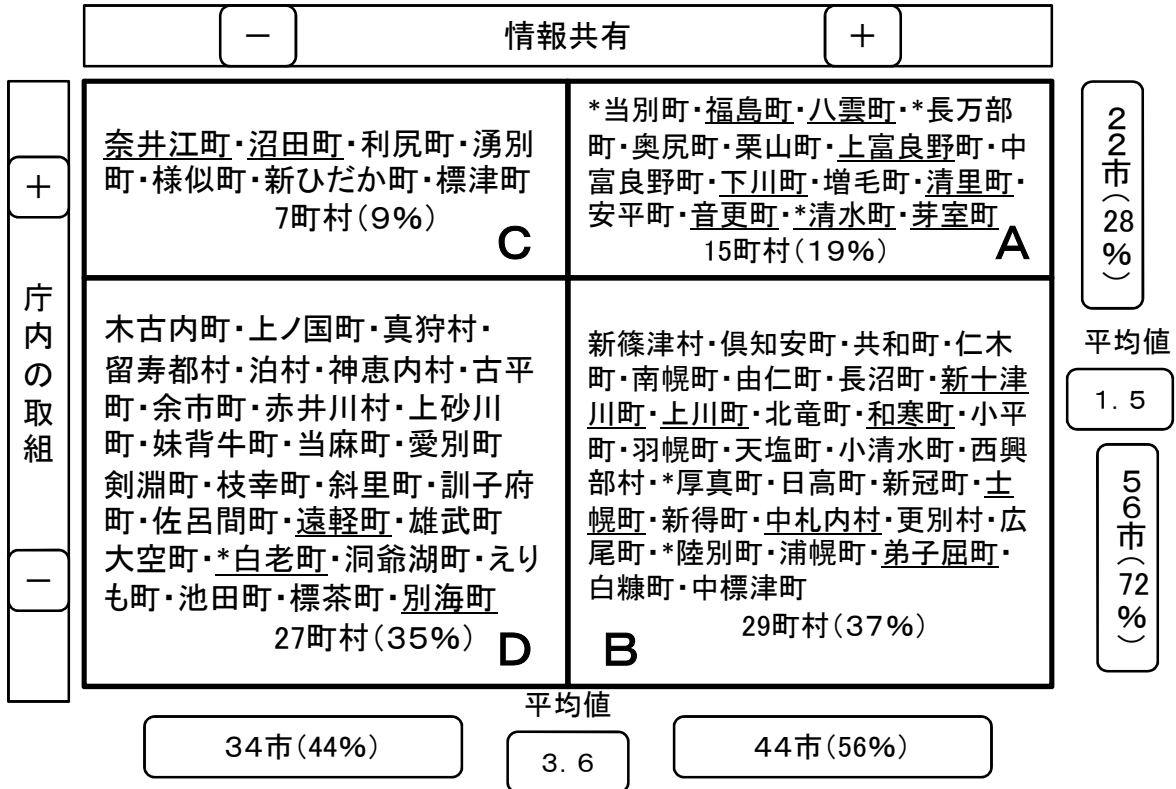 － 情報共有 ＋
＋
庁内の取組
－
奈井江町・沼田町・利尻町・湧別
町・様似町・新ひだか町・標津町
7町村（9％）
C
*当別町・福島町・八雲町・*長万部
町・奥尻町・栗山町・上富良野町・中
富良野町・下川町・増毛町・清里町・
安平町・音更町・*清水町・芽室町
15町村（19％）
A
木古内町・上ノ国町・真狩村・
留寿都村・泊村・神恵内村・古平
町・余市町・赤井川村・上砂川
町・妹背牛町・当麻町・愛別町
剣淵町・枝幸町・斜里町・訓子府
町・佐呂間町・遠軽町・雄武町
大空町・*白老町・洞爺湖町・えり
も町・池田町・標茶町・別海町
27町村（35％）
D
新篠津村・倶知安町・共和町・仁木
町・南幌町・由仁町・長沼町・新十津
川町・上川町・北竜町・和寒町・小平
町・羽幌町・天塩町・小清水町・西興
部村・*厚真町・日高町・新冠町・士
幌町・新得町・中札内村・更別村・広
尾町・*陸別町・浦幌町・弟子屈町・
白糠町・中標津町
29町村（37％）
B
22市（28％）
平均値
1．5
56市（72％）
34市（44％）
平均値
3．6
44市（56％）